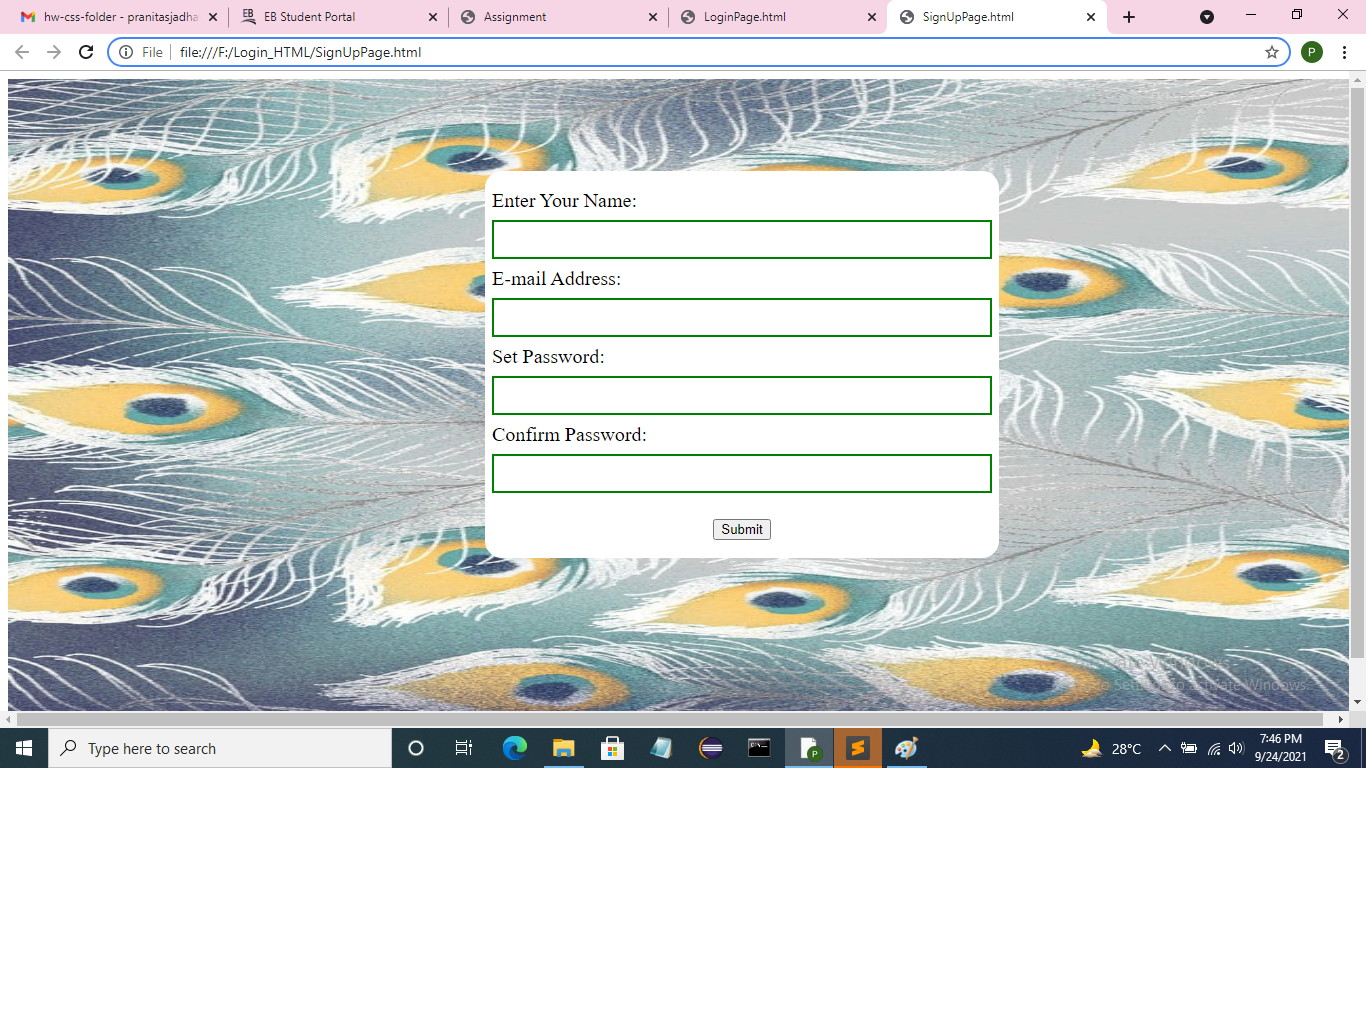 hw-css-folder - pranitasjadha
EB Student Portal
Assignment
LoginPage.html
SignUpPage.html
File
file:///F:/Login_HTML/SignUpPage.html
P
Enter Your Name:
E-mail Address:
Set Password:
Confirm Password:
Submit
Activate Windows
Go to Settings to activate Windows.
Type here to search
28°C
7:46 PM
9/24/2021
2